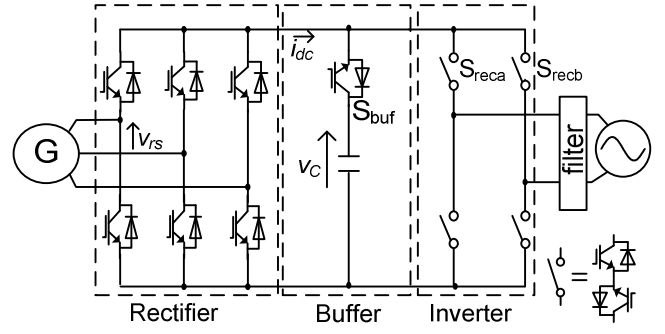 i_dc
S_reca
S_recb
S_buf
G
v_rs
v_C
filter
=
Rectifier
Buffer
Inverter